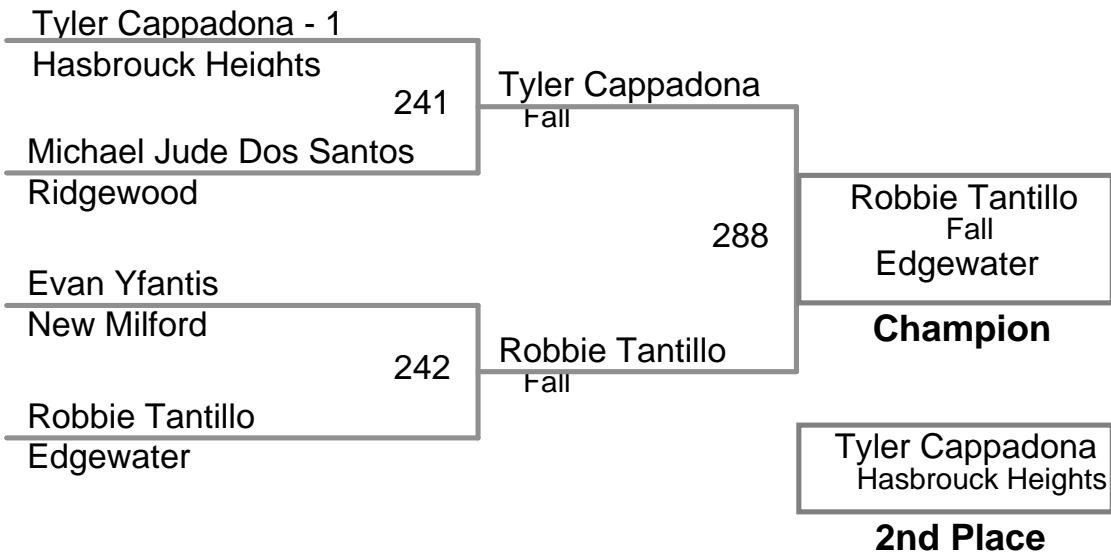 Tyler Cappadona - 1
Hasbrouck Heights
241
Michael Jude Dos Santos
Ridgewood
Evan Yfantis
New Milford
242
Robbie Tantillo
Edgewater
Tyler Cappadona
Fall
288
Robbie Tantillo
Fall
Robbie Tantillo
Fall
Edgewater
Champion
Tyler Cappadona
Hasbrouck Heights
2nd Place